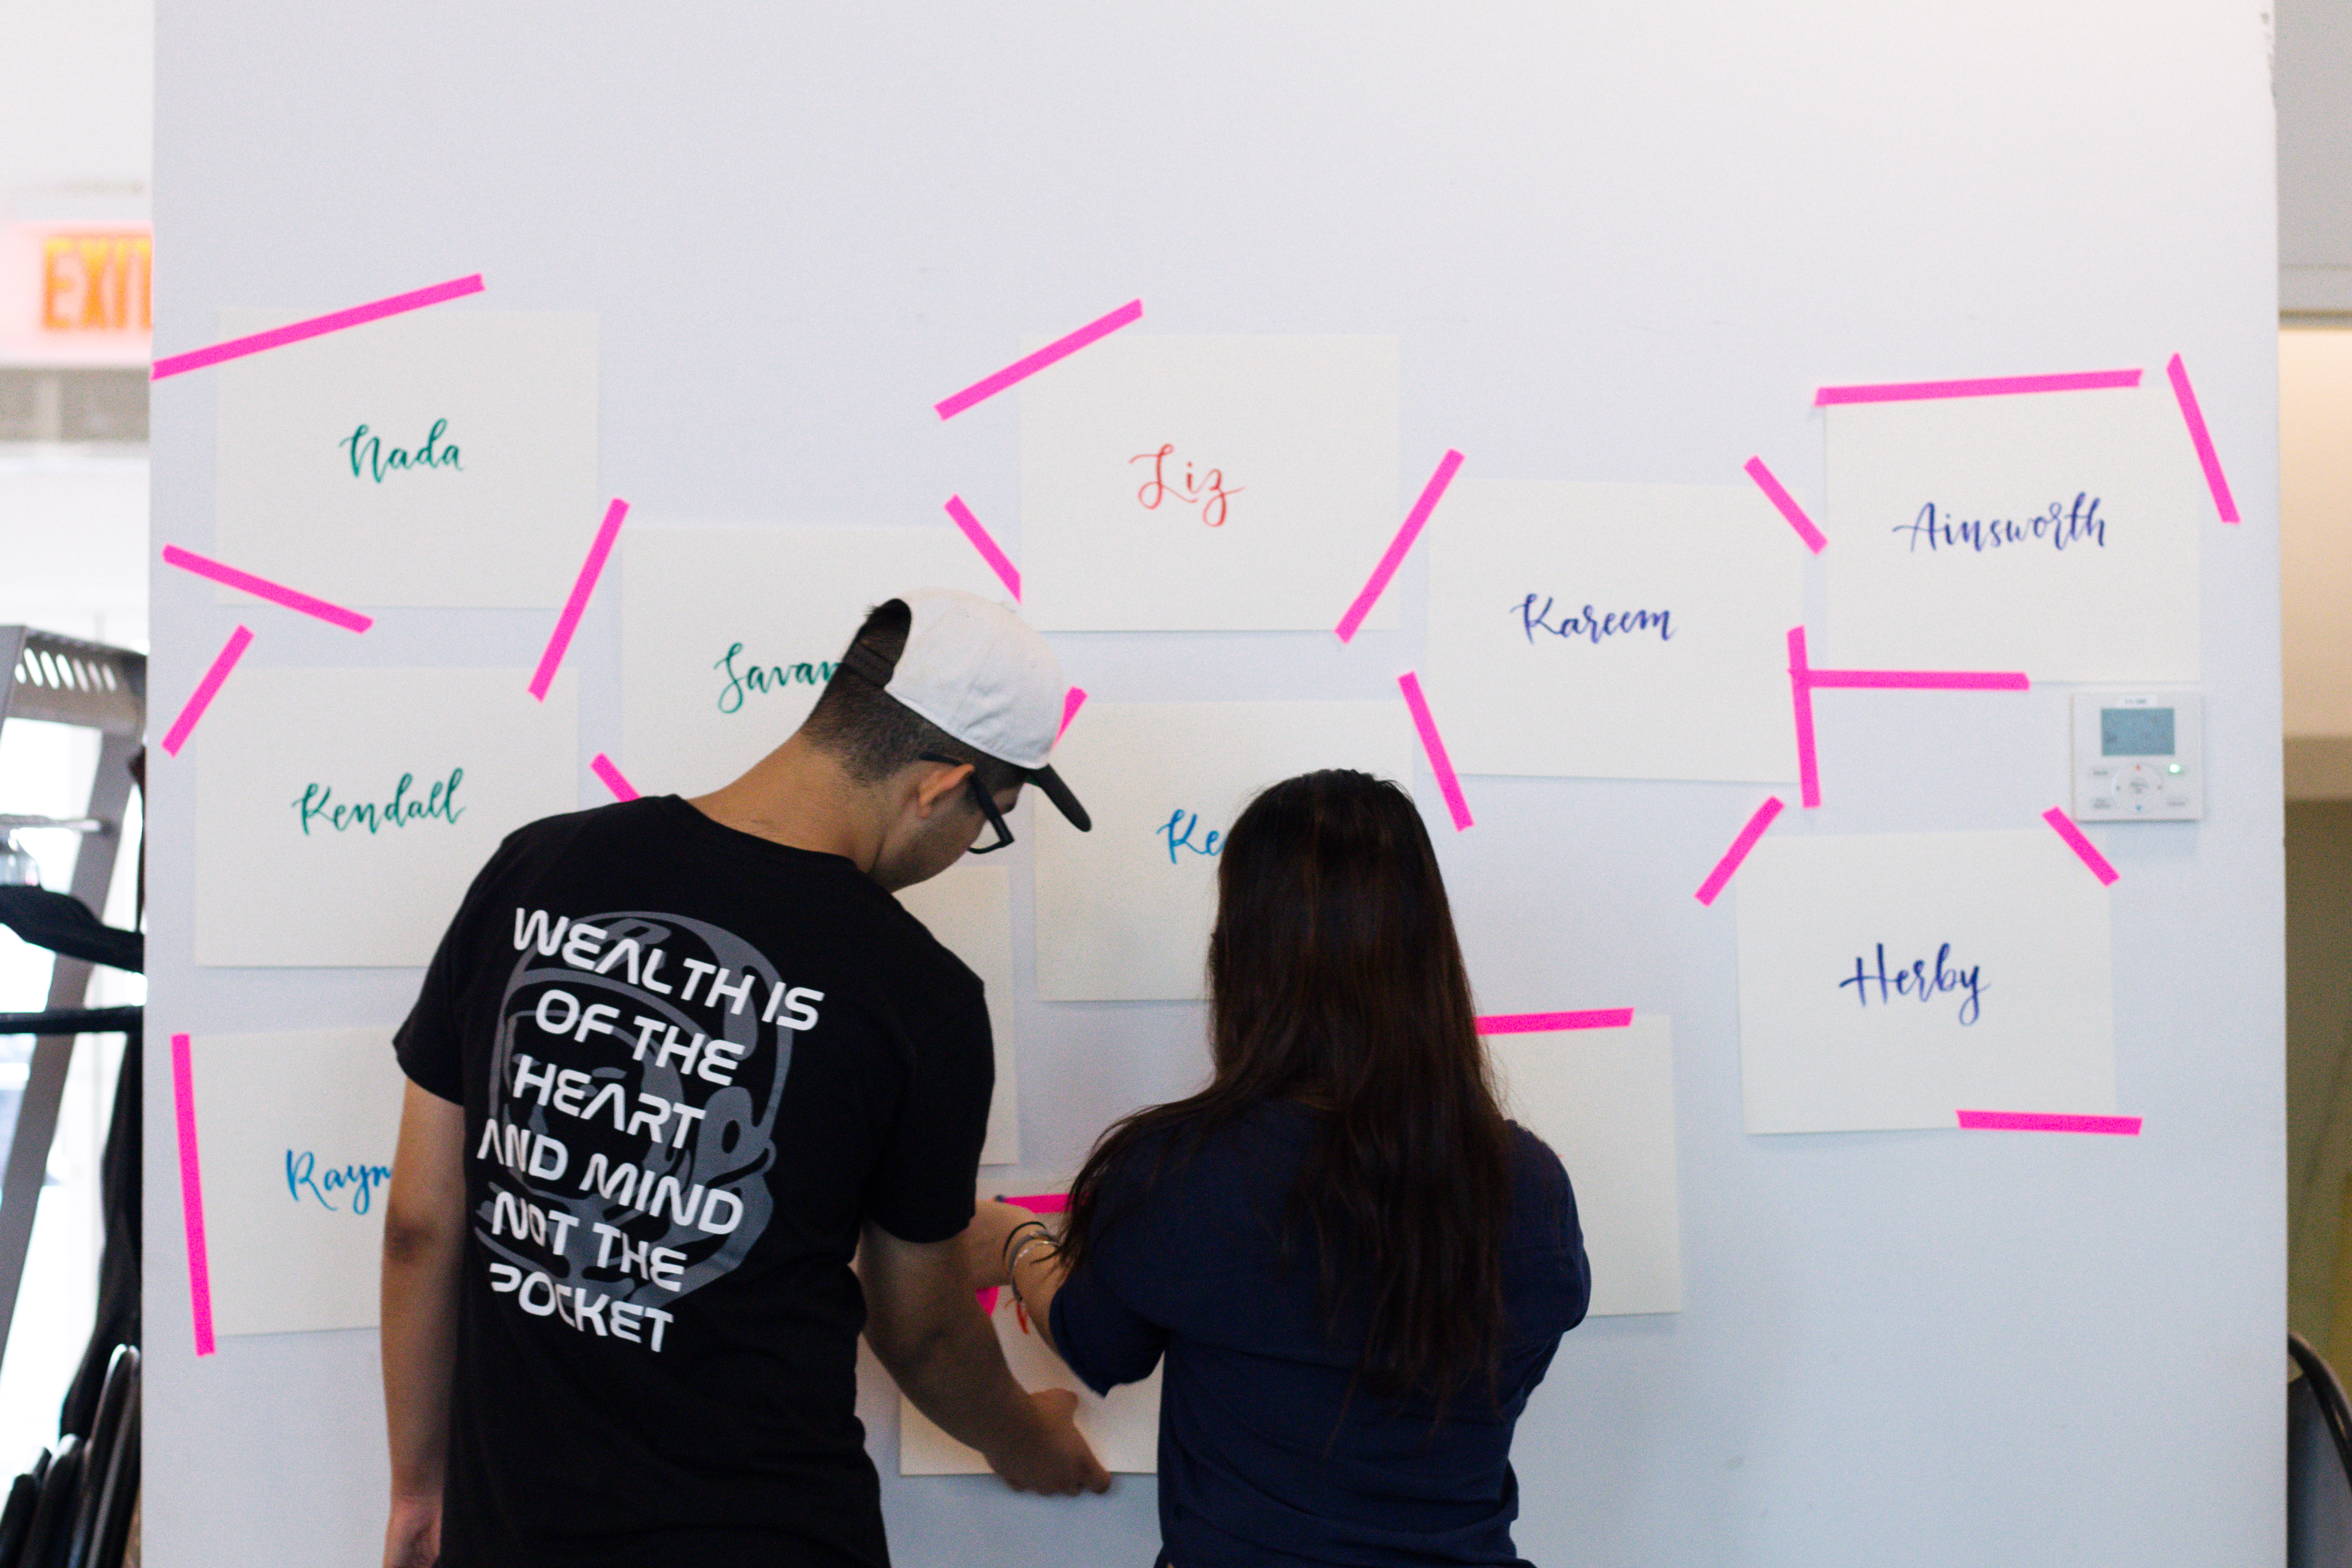 EXIT
Nada
Liz
Ainsworth
Kareem
Kendall
Herby
WEALTH IS
OF THE
HEART
AND MIND
NOT THE
POCKET